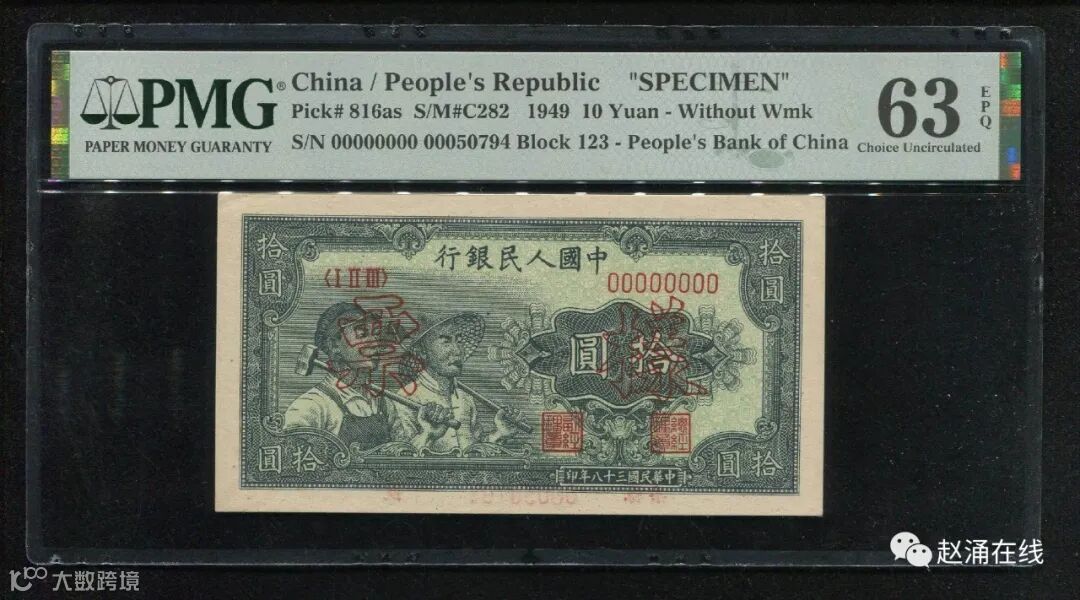 PMG® China / People's Republic "SPECIMEN"
PAPER MONEY GUARANTY
Pick# 816as S/M#C282 1949 10 Yuan - Without Wmk
S/N 00000000 00050794 Block 123 - People's Bank of China
63 EPQ
Choice Uncirculated
拾圓
行銀民人國中
拾圓
〈I II III〉
00000000
票
樣
圓拾
圓拾
印年八十三國民華中
圓拾
赵涌在线
大数跨境